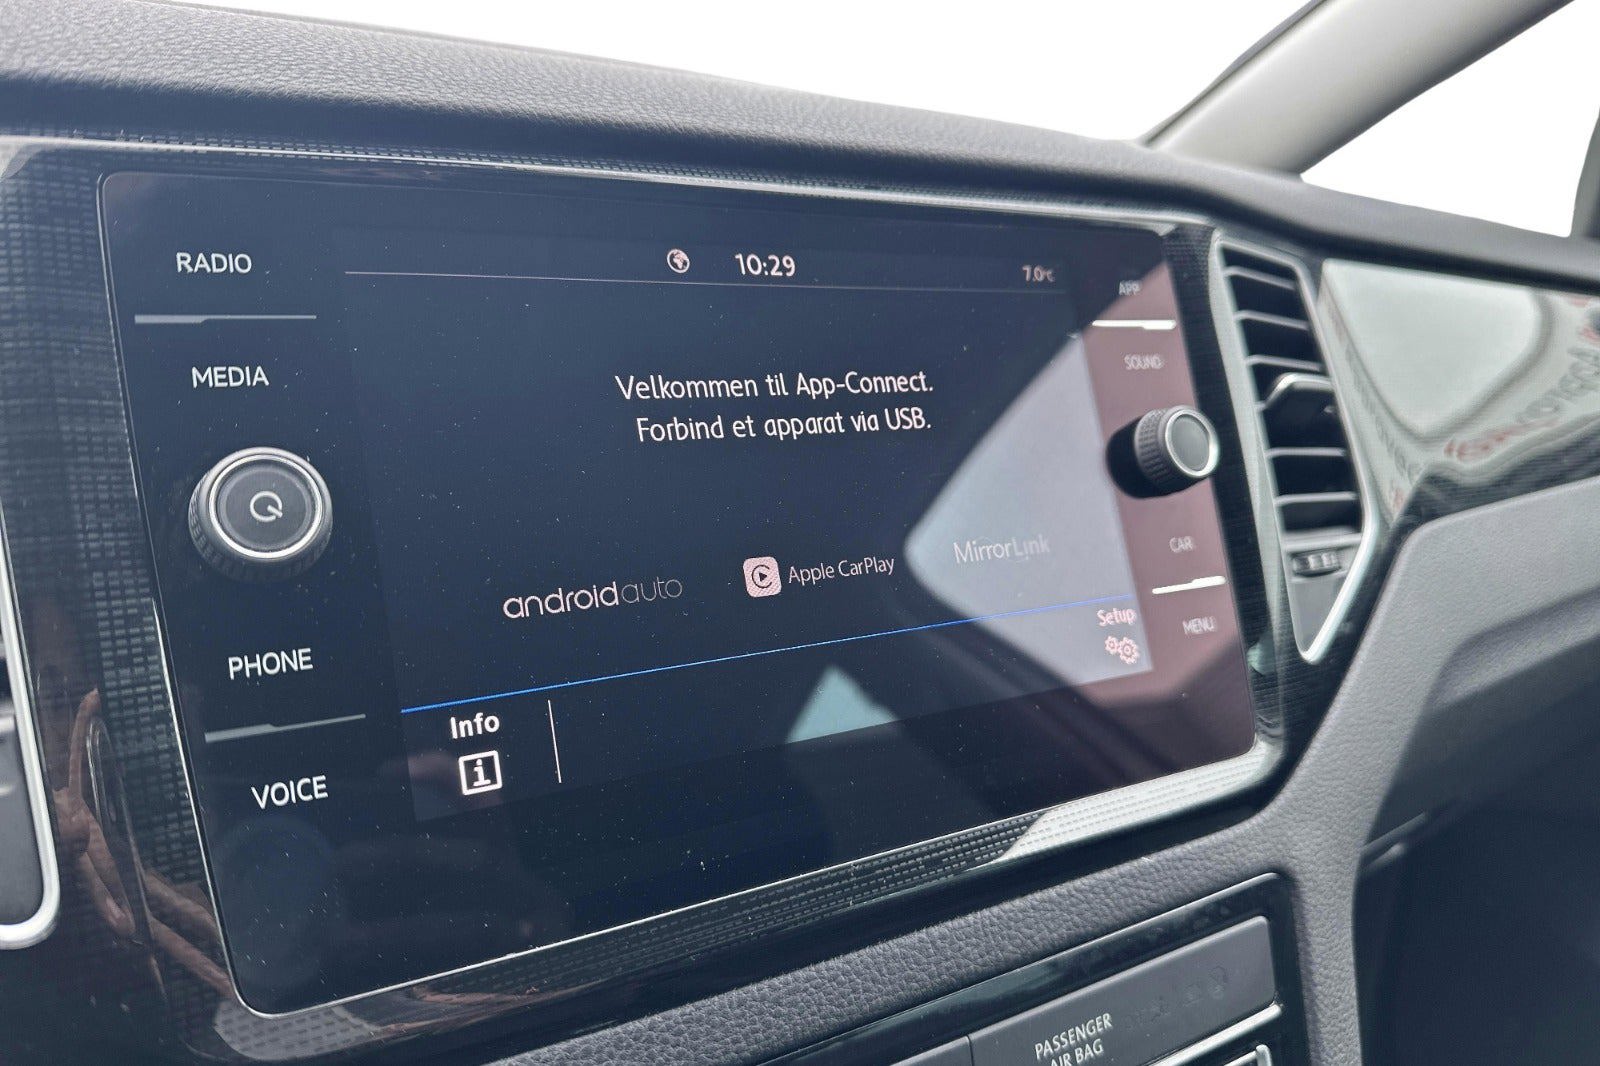 RADIO
MEDIA
PHONE
VOICE
10:29
7.0°C
Velkommen til App-Connect.
Forbind et apparat via USB.
androidauto
Apple CarPlay
MirrorLink
Info
Setup
APP
SOUND
CAR
MENU
PASSENGER
AIR BAG